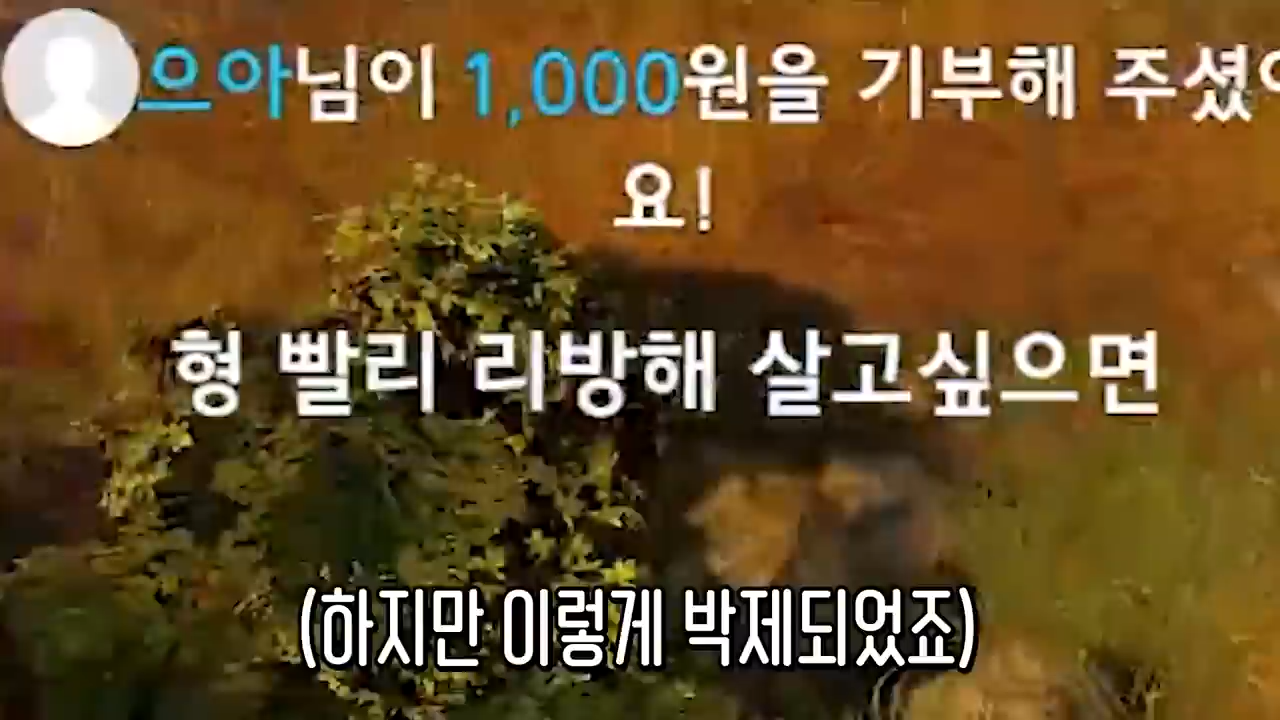 으아님이 1,000원을 기부해 주셨어
요!
형 빨리 리방해 살고싶으면
(하지만 이렇게 박제되었죠)